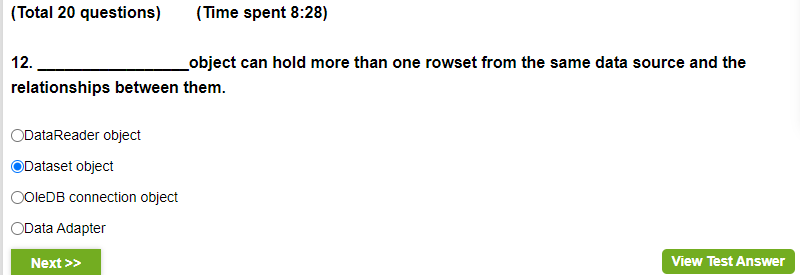 (Total 20 questions) (Time spent 8:28)
12. __________________object can hold more than one rowset from the same data source and the
relationships between them.
DataReader object
Dataset object
OleDB connection object
Data Adapter
Next >> View Test Answer